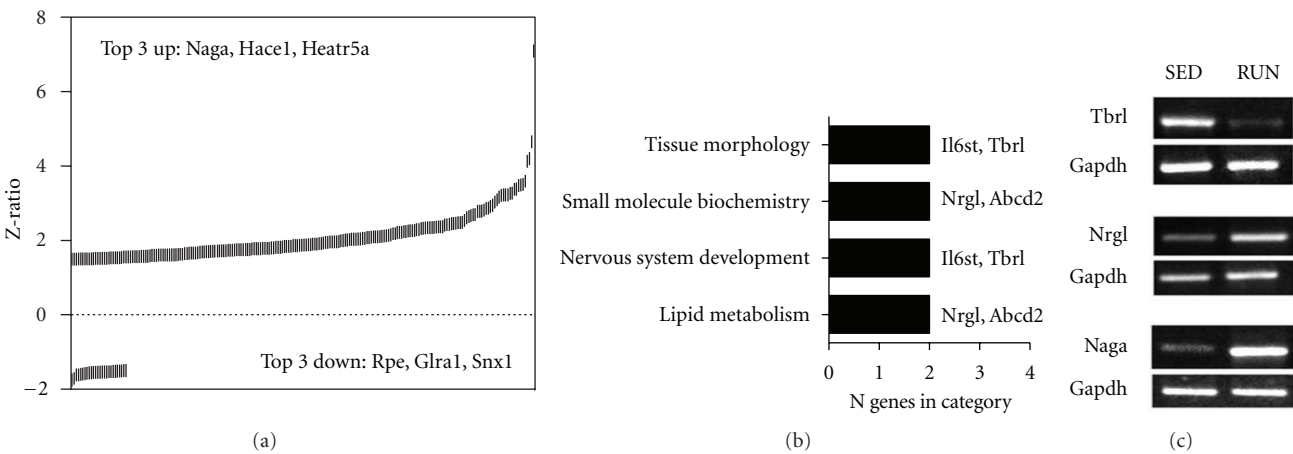 8
6
4
2
0
−2
Z-ratio
Top 3 up: Naga, Hace1, Heatr5a
Top 3 down: Rpe, Glra1, Snx1
(a)
Tissue morphology
Il6st, Tbrl
Small molecule biochemistry
Nrgl, Abcd2
Nervous system development
Il6st, Tbrl
Lipid metabolism
Nrgl, Abcd2
0 1 2 3 4
N genes in category
(b)
SED RUN
Tbrl
Gapdh
Nrgl
Gapdh
Naga
Gapdh
(c)